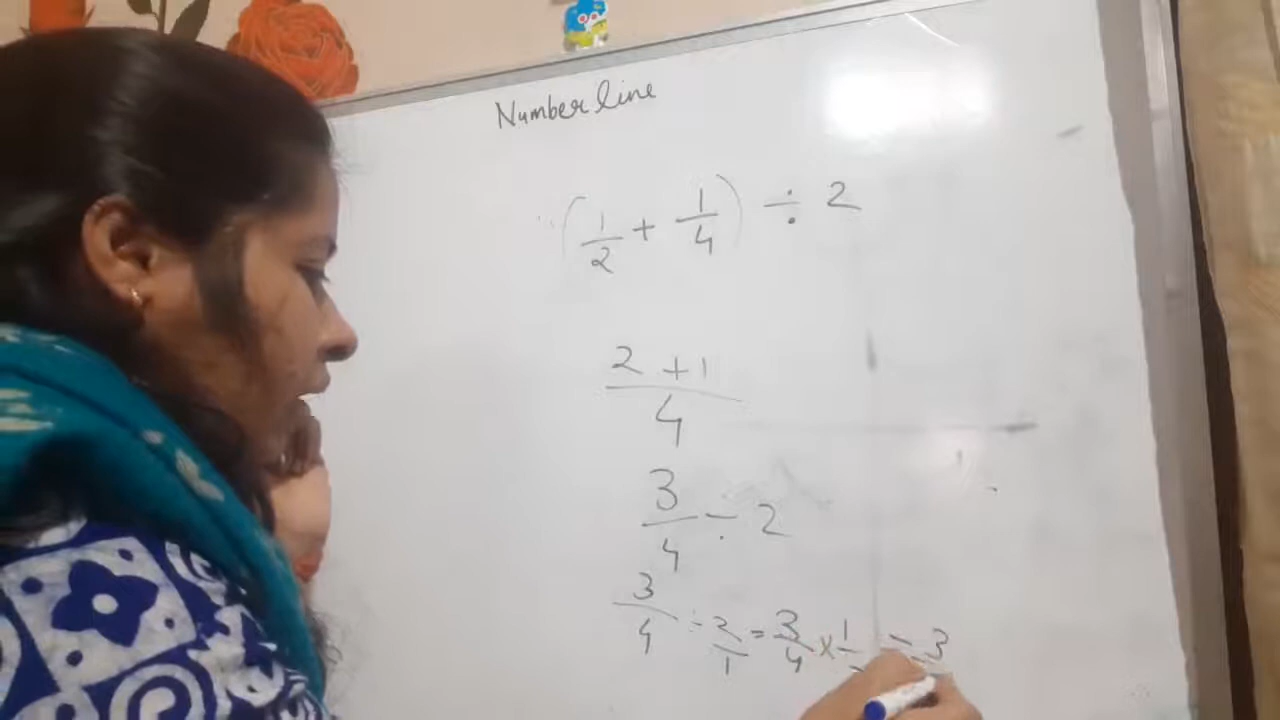 Number line
(1/2 + 1/4) ÷ 2
2 + 1
4
3/4 ÷ 2
3/4 ÷ 2/1 = 3/4 × 1/ = 3